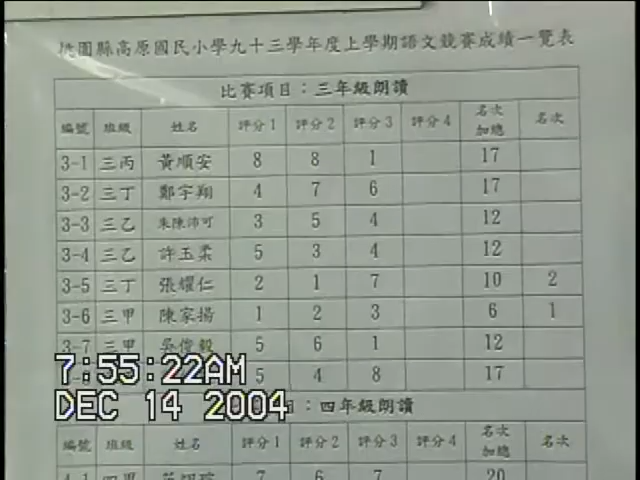 桃園縣高原國民小學九十三學年度上學期語文競賽成績一覽表
比賽項目：三年級朗讀
編號 班級 姓名 評分1 評分2 評分3 評分4 名次加總 名次
3-1 三丙 黃順安 8 8 1 17
3-2 三丁 鄭宇翔 4 7 6 17
3-3 三乙 朱陳沛可 3 5 4 12
3-4 三乙 許玉柔 5 3 4 12
3-5 三丁 張耀仁 2 1 7 10 2
3-6 三甲 陳家揚 1 2 3 6 1
3-7 三甲 吳俊毅 5 6 1 12
5 4 8 17
7:55:22AM
DEC 14 2004
：四年級朗讀
編號 班級 姓名 評分1 評分2 評分3 評分4 名次加總 名次
4-1 四甲 7 6 7 20